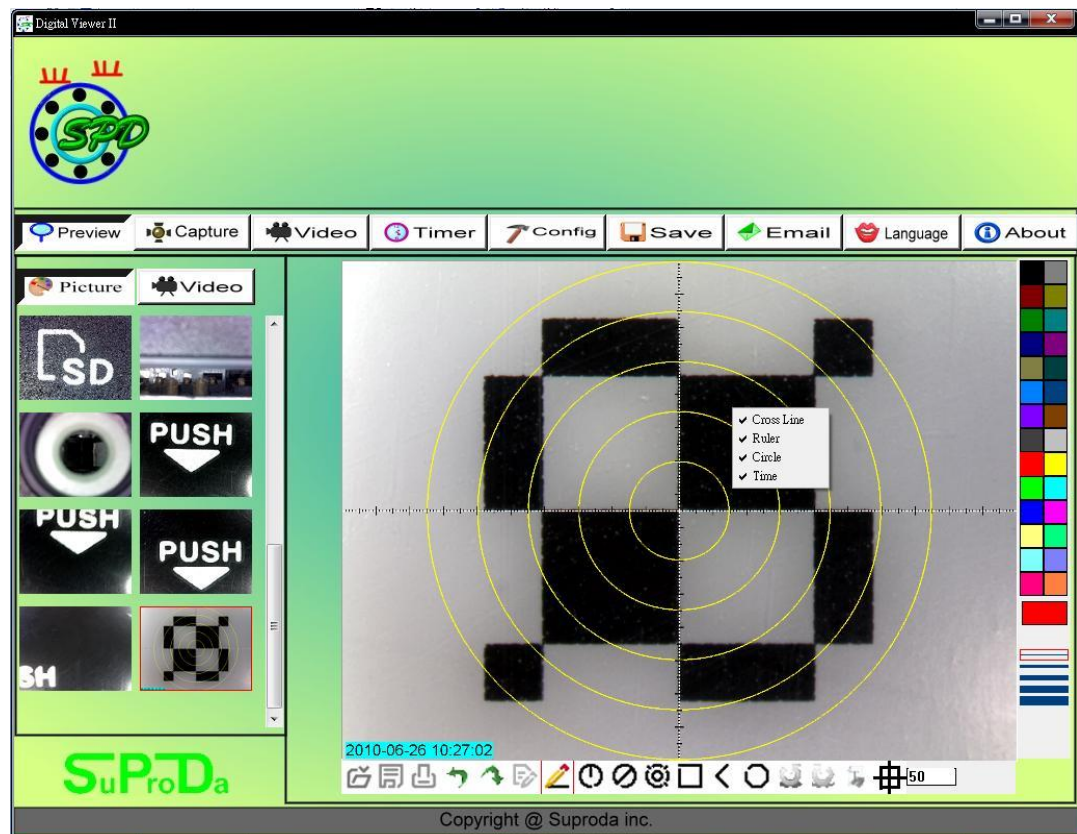 Digital Viewer II
SPD
Preview Capture Video Timer Config Save Email Language About
Picture Video
SD
PUSH
PUSH
PUSH
SH
Cross Line
Ruler
Circle
Time
2010-06-26 10:27:02
50
SuProDa
Copyright @ Suproda inc.